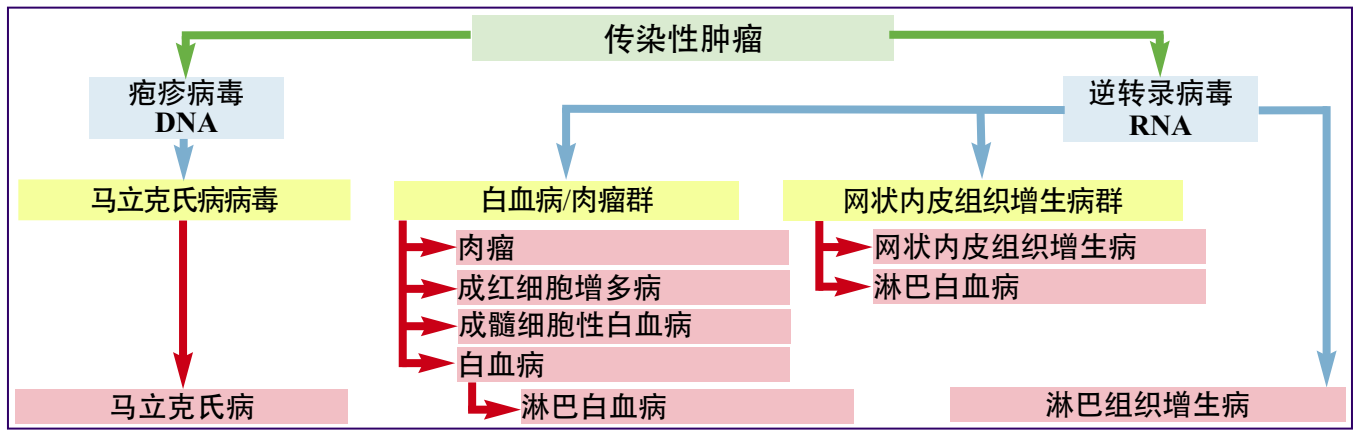 传染性肿瘤
疱疹病毒
DNA
逆转录病毒
RNA
马立克氏病病毒
白血病/肉瘤群
网状内皮组织增生病群
肉瘤
成红细胞增多病
成髓细胞性白血病
白血病
淋巴白血病
网状内皮组织增生病
淋巴白血病
马立克氏病
淋巴组织增生病